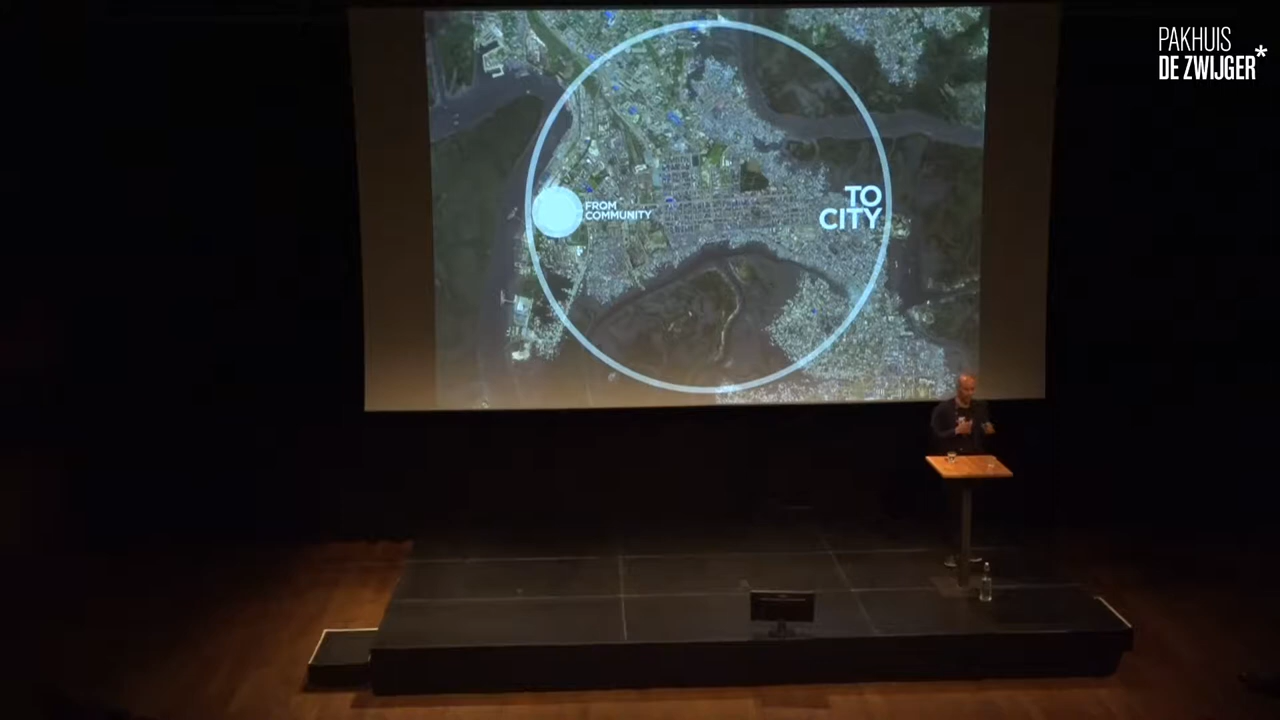 PAKHUIS
DE ZWIJGER*
FROM
COMMUNITY
TO
CITY